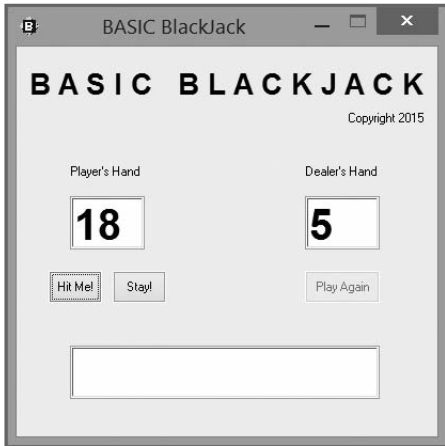 B
BASIC BlackJack
BASIC BLACKJACK
Copyright 2015
Player's Hand Dealer's Hand
18 5
Hit Me! Stay! Play Again